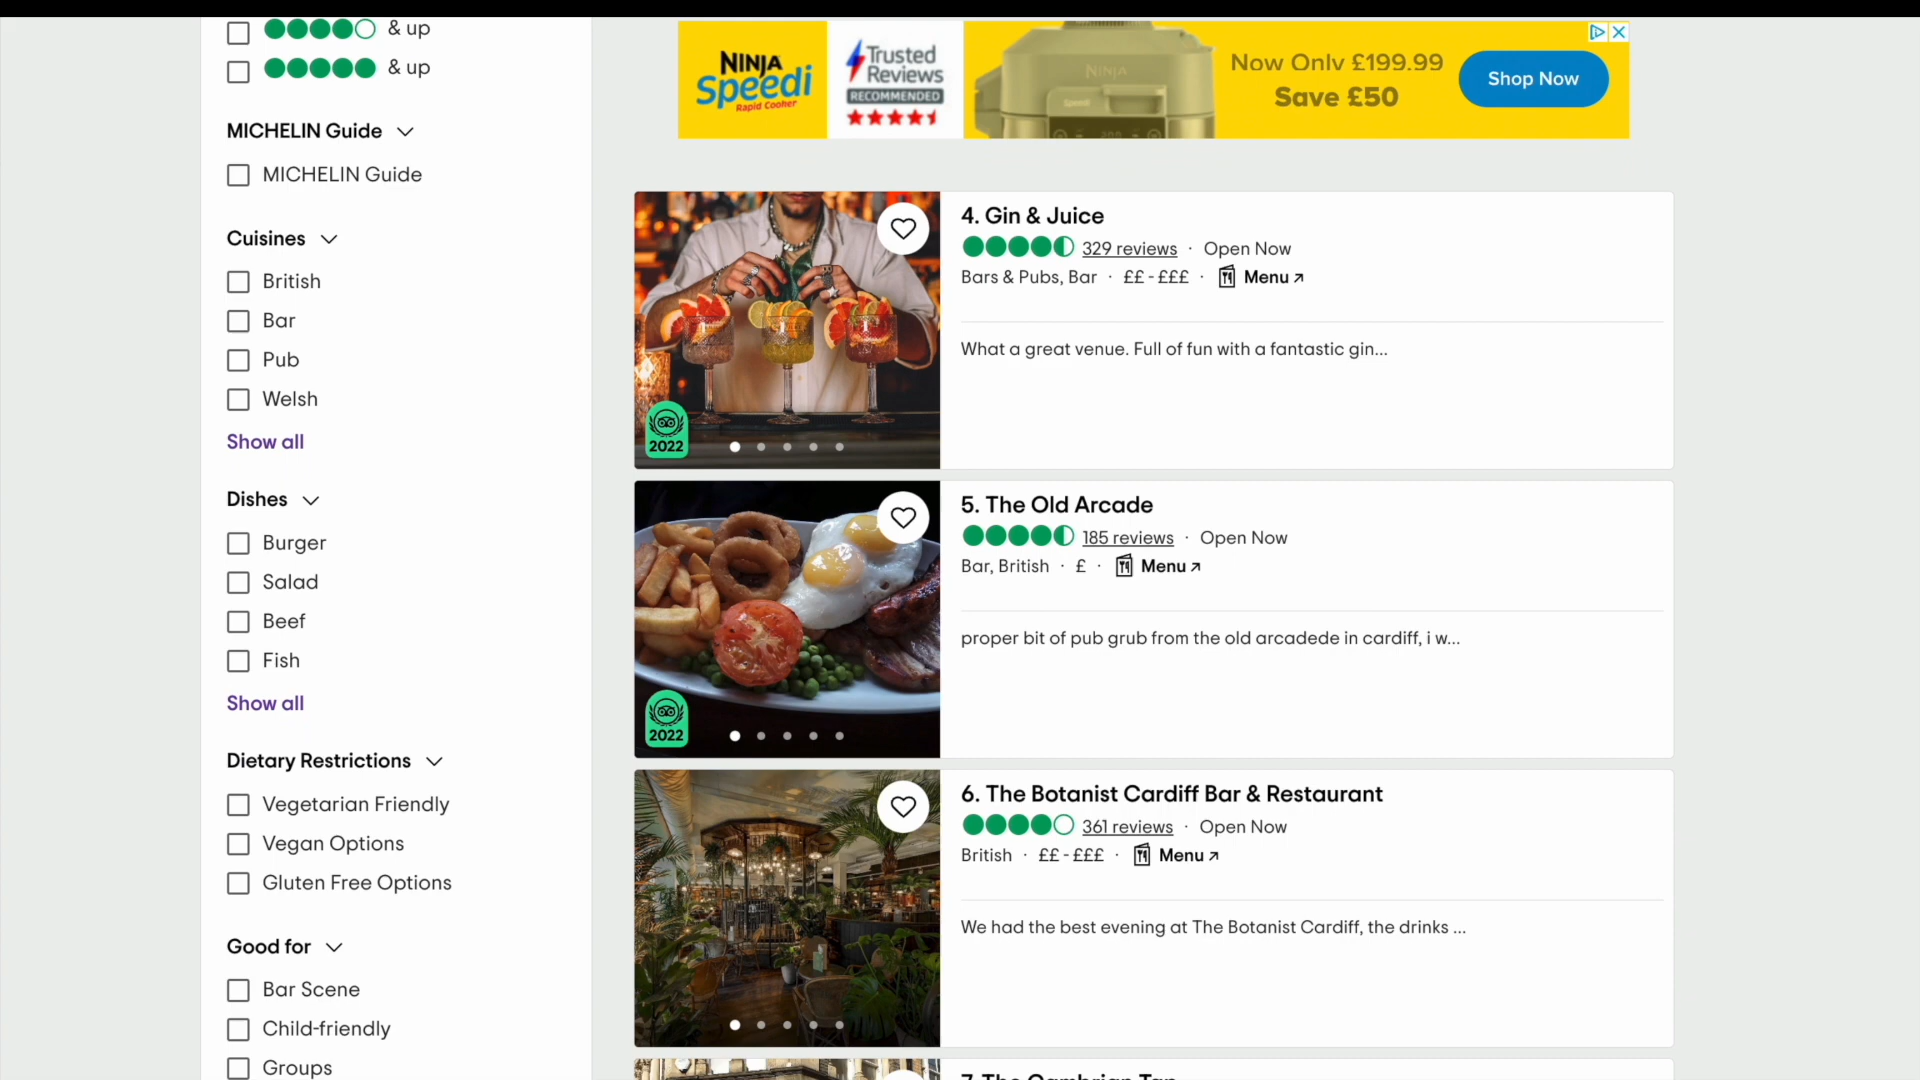 & up
& up
MICHELIN Guide
MICHELIN Guide
Cuisines
British
Bar
Pub
Welsh
Show all
Dishes
Burger
Salad
Beef
Fish
Show all
Dietary Restrictions
Vegetarian Friendly
Vegan Options
Gluten Free Options
Good for
Bar Scene
Child-friendly
Groups
NINJA
Speedi
Rapid Cooker
Trusted
Reviews
RECOMMENDED
NINJA
Speedi
Now Only £199.99
Save £50
Shop Now
4. Gin & Juice
329 reviews · Open Now
Bars & Pubs, Bar · ££ - £££ · Menu
What a great venue. Full of fun with a fantastic gin...
2022
5. The Old Arcade
185 reviews · Open Now
Bar, British · £ · Menu
proper bit of pub grub from the old arcadede in cardiff, i w...
2022
6. The Botanist Cardiff Bar & Restaurant
361 reviews · Open Now
British · ££ - £££ · Menu
We had the best evening at The Botanist Cardiff, the drinks ...
7. The Cambrian Tap